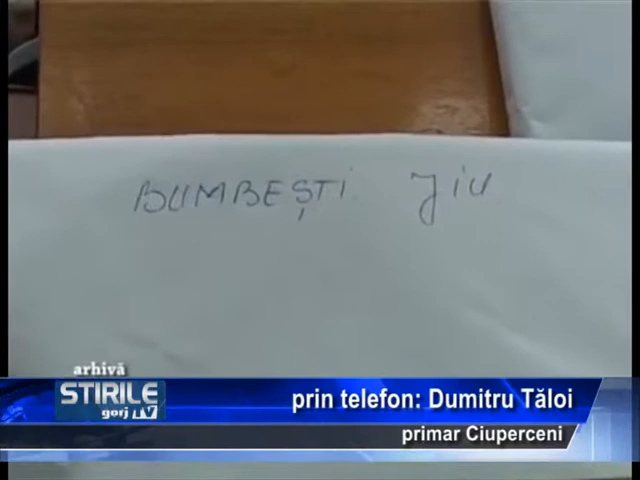 BUMBEȘTI Jiu
arhivă
STIRILE
gorj TV
prin telefon: Dumitru Tăloi
primar Ciuperceni